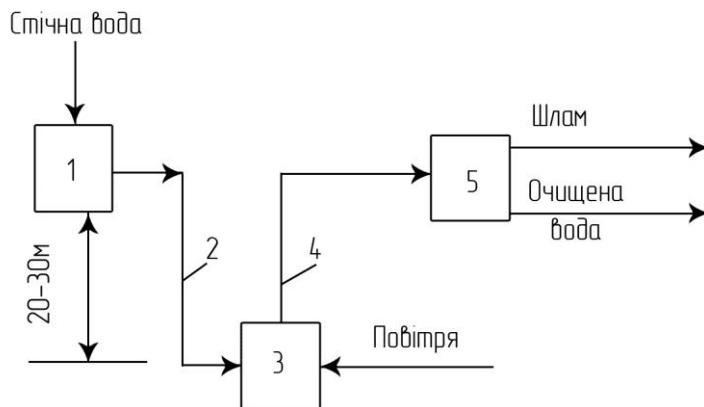 Стічна вода
1
20-30м
2
3
4
Повітря
5
Шлам
Очищена
вода